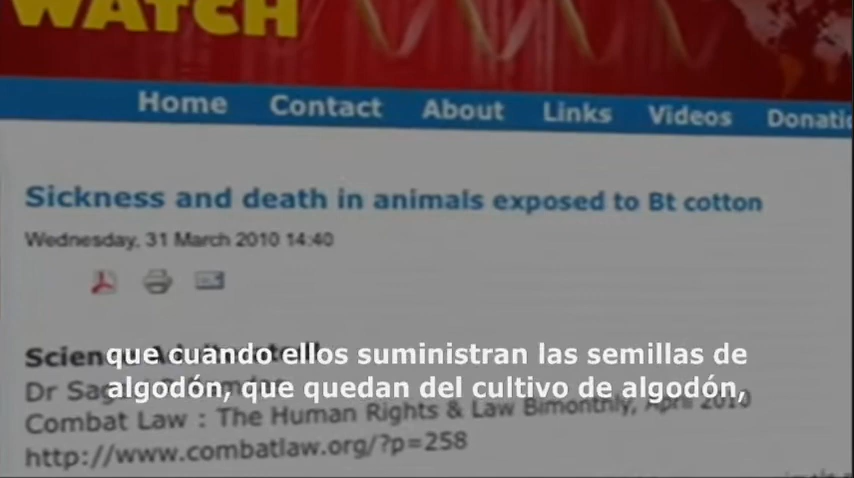 WATCH
Home Contact About Links Videos
Sickness and death in animals exposed to Bt cotton
Wednesday, 31 March 2010 14:40
que cuando ellos suministran las semillas de
algodón, que quedan del cultivo de algodón,
Dr
Combat Law : The Human Rights & Law Bimonthly, April 2010
http://www.combatlaw.org/?p=258